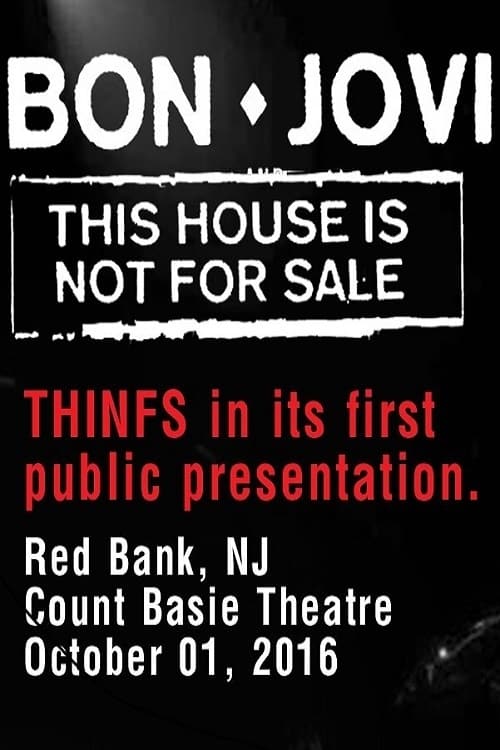 BON ♦ JOVI
THIS HOUSE IS
NOT FOR SALE
THINFS in its first
public presentation.
Red Bank, NJ
Count Basie Theatre
October 01, 2016